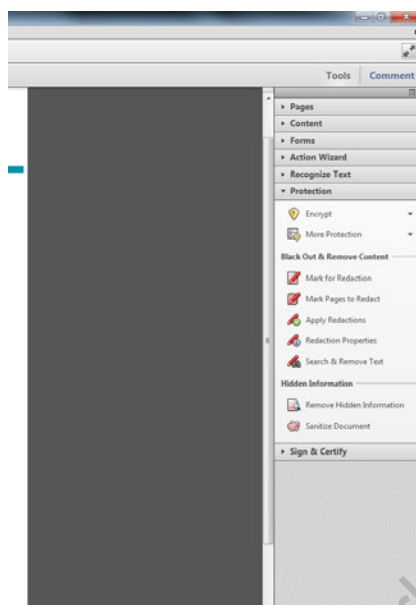 Tools Comment
Pages
Content
Forms
Action Wizard
Recognize Text
Protection
Encrypt
More Protection
Black Out & Remove Content
Mark for Redaction
Mark Pages to Redact
Apply Redactions
Redaction Properties
Search & Remove Text
Hidden Information
Remove Hidden Information
Sanitize Document
Sign & Certify